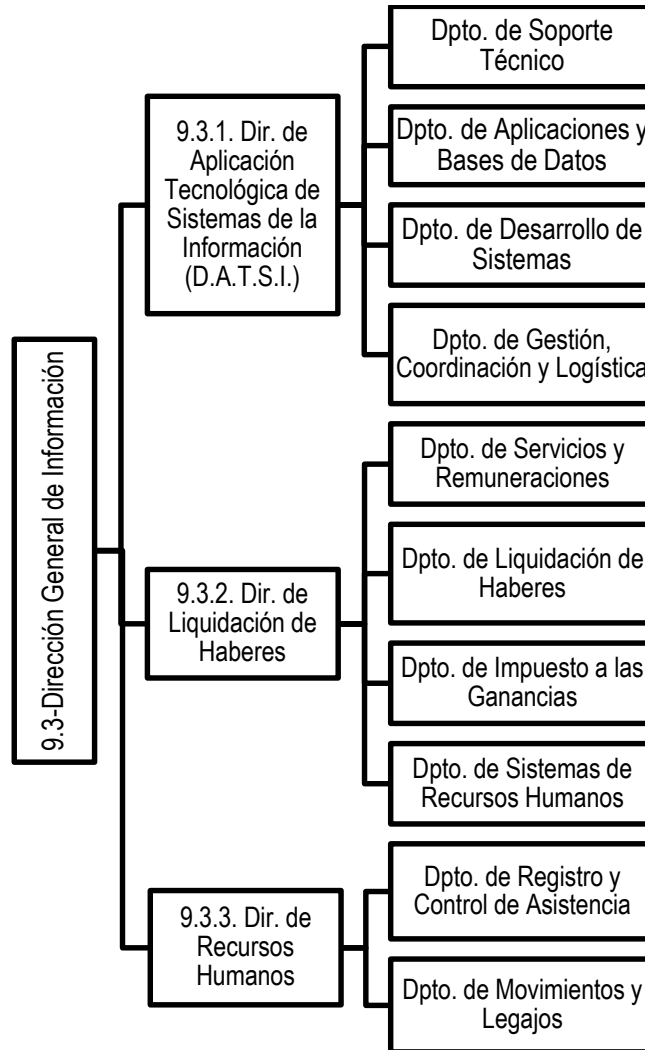 9.3-Dirección General de Información
9.3.1. Dir. de
Aplicación
Tecnológica de
Sistemas de la
Información
(D.A.T.S.I.)
Dpto. de Soporte
Técnico
Dpto. de Aplicaciones y
Bases de Datos
Dpto. de Desarrollo de
Sistemas
Dpto. de Gestión,
Coordinación y Logística
9.3.2. Dir. de
Liquidación de
Haberes
Dpto. de Servicios y
Remuneraciones
Dpto. de Liquidación de
Haberes
Dpto. de Impuesto a las
Ganancias
Dpto. de Sistemas de
Recursos Humanos
9.3.3. Dir. de
Recursos
Humanos
Dpto. de Registro y
Control de Asistencia
Dpto. de Movimientos y
Legajos